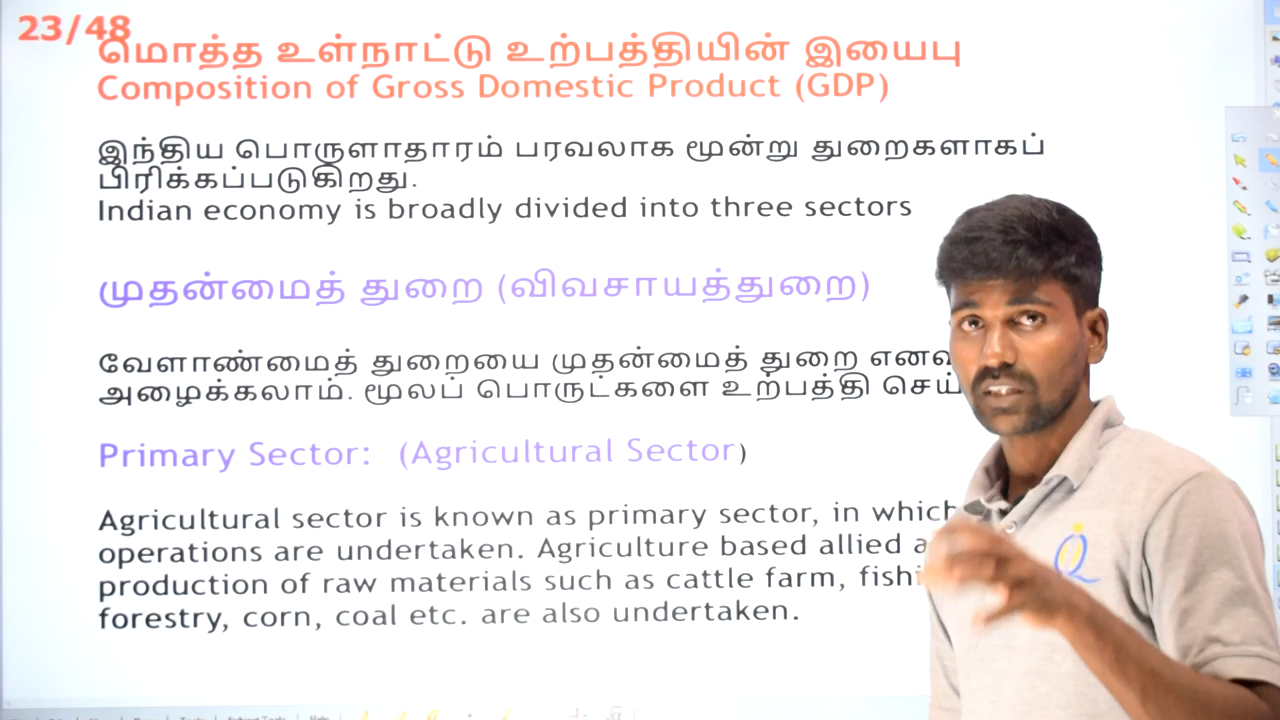 23/48
மொத்த உள்நாட்டு உற்பத்தியின் இயைபு
Composition of Gross Domestic Product (GDP)
இந்திய பொருளாதாரம் பரவலாக மூன்று துறைகளாகப்
பிரிக்கப்படுகிறது.
Indian economy is broadly divided into three sectors
முதன்மைத் துறை (விவசாயத்துறை)
வேளாண்மைத் துறையை முதன்மைத் துறை
அழைக்கலாம். மூலப் பொருட்களை உற்பத்தி
Primary Sector: (Agricultural Sector)
Agricultural sector is known as primary sector, in which
operations are undertaken. Agriculture based allied
production of raw materials such as cattle farm,
forestry, corn, coal etc. are also undertaken.